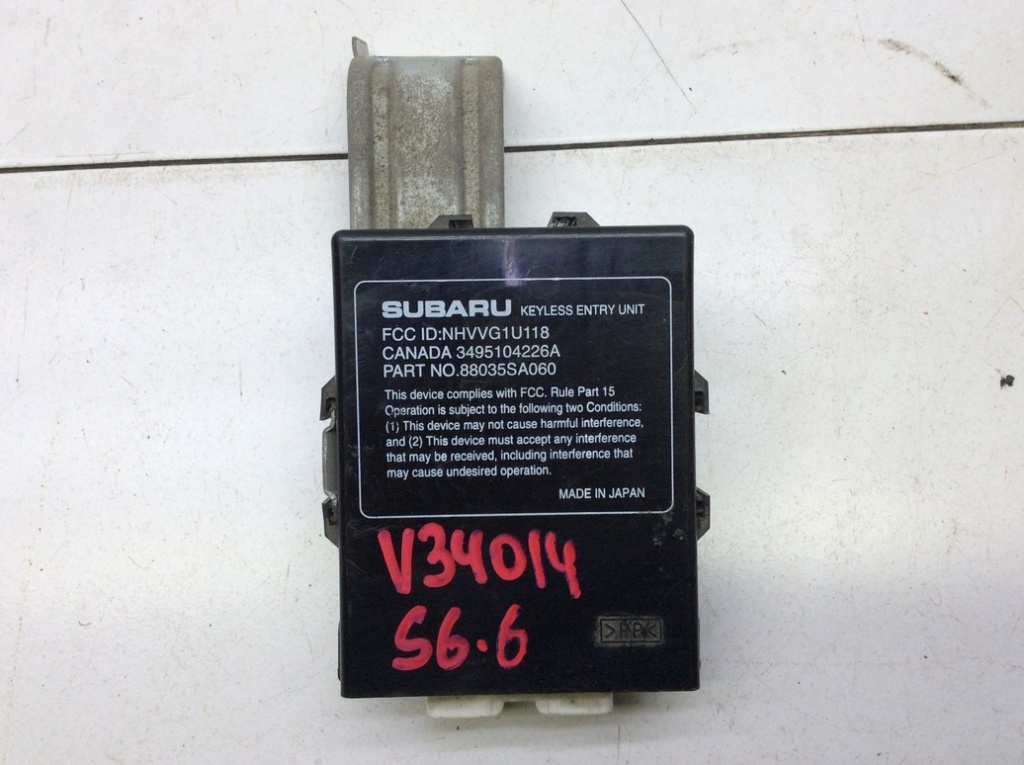 SUBARU KEYLESS ENTRY UNIT
FCC ID:NHVVG1U118
CANADA 3495104226A
PART NO.88035SA060
This device complies with FCC. Rule Part 15
Operation is subject to the following two Conditions:
(1) This device may not cause harmful interference,
and (2) This device must accept any interference
that may be received, including interference that
may cause undesired operation.
MADE IN JAPAN
V34014
S6.6
>PP<